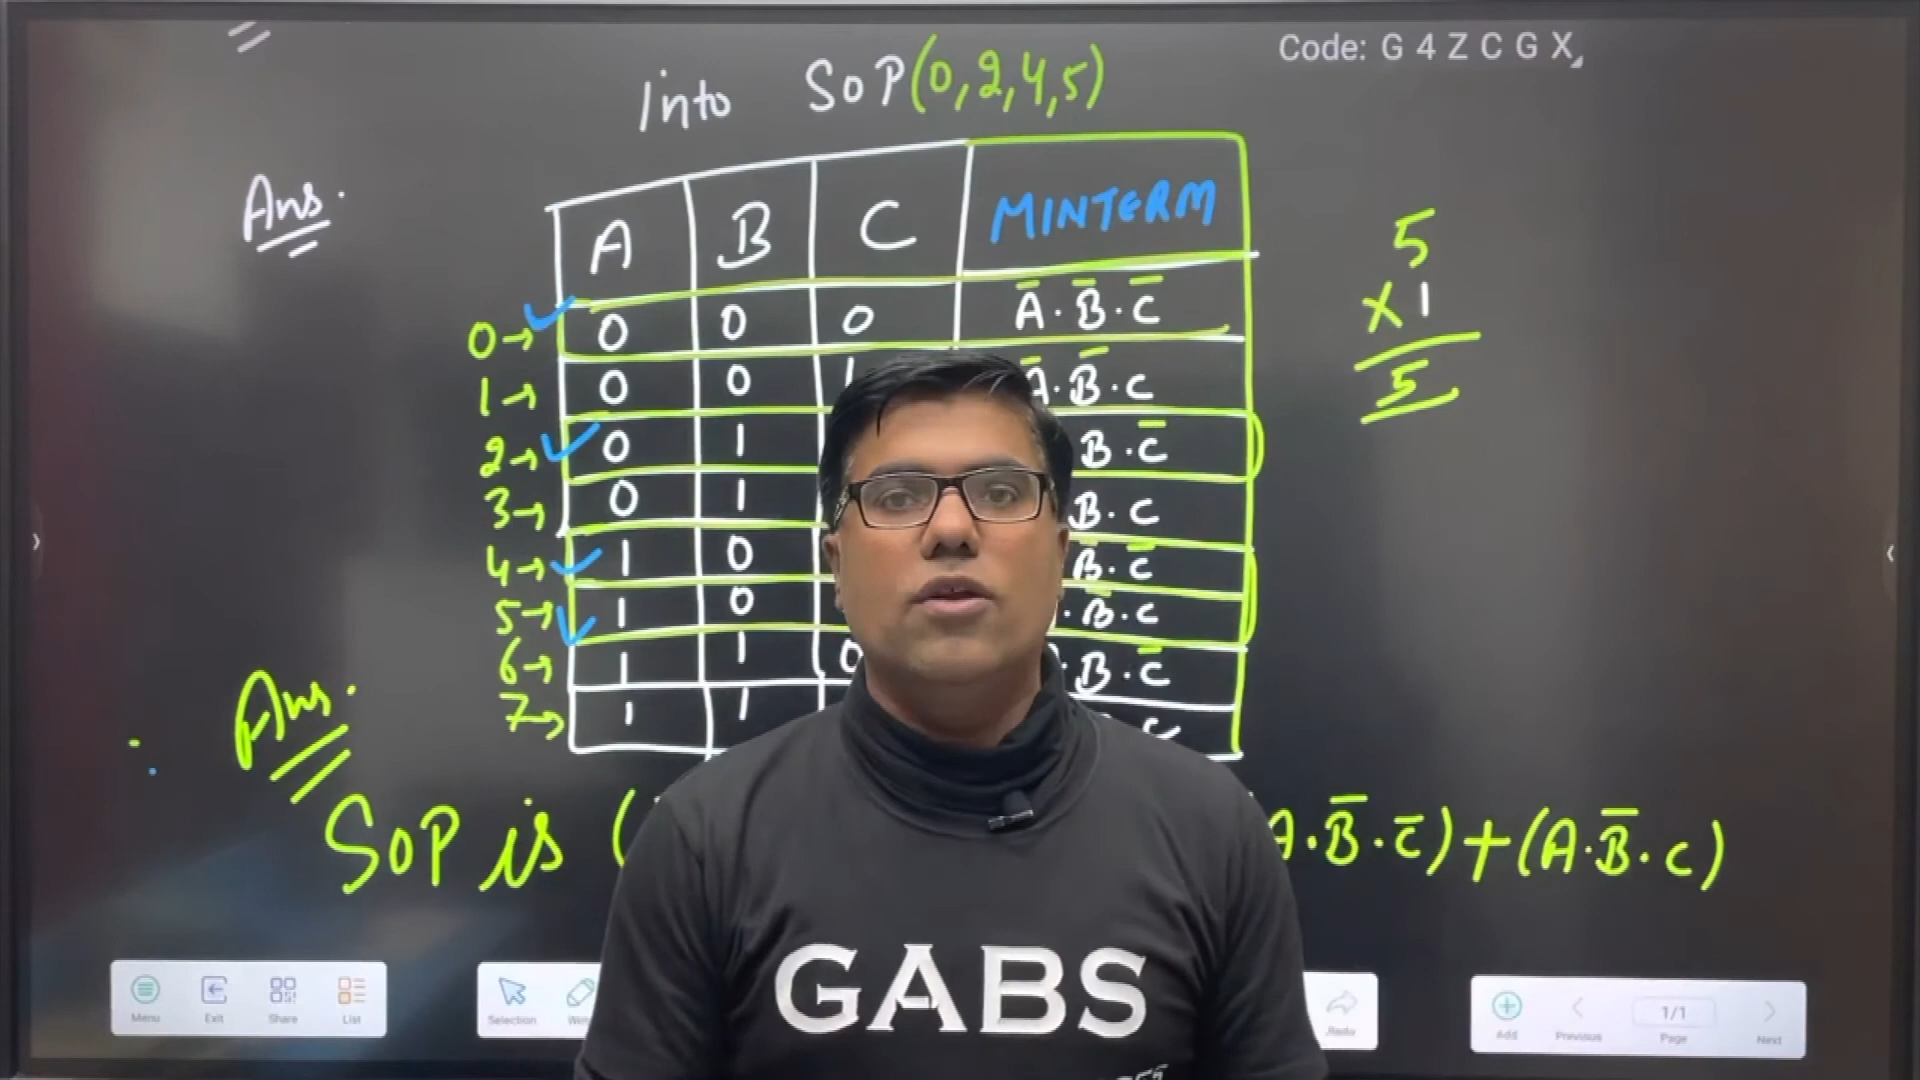 Code: G 4 Z C G X
Into SOP(0,2,4,5)
Ans.
A B C MINTERM
0→ 0 0 0 A̅·B̅·C̅
1→ 0 0 1 A̅·B̅·C
2→ 0 1 B·C̅
3→ 0 1 B·C
4→ 1 0 B̅·C̅
5→ 1 0 ·B̅·C
6→ 1 1 0 ·B·C̅
7→ 1 1 C
5
X 1
5
Ans.
SOP is ( A·B̅·C̅)+(A·B̅·C)
GABS
Menu Exit Share List Selection Redo Add Previous 1/1 Page Next